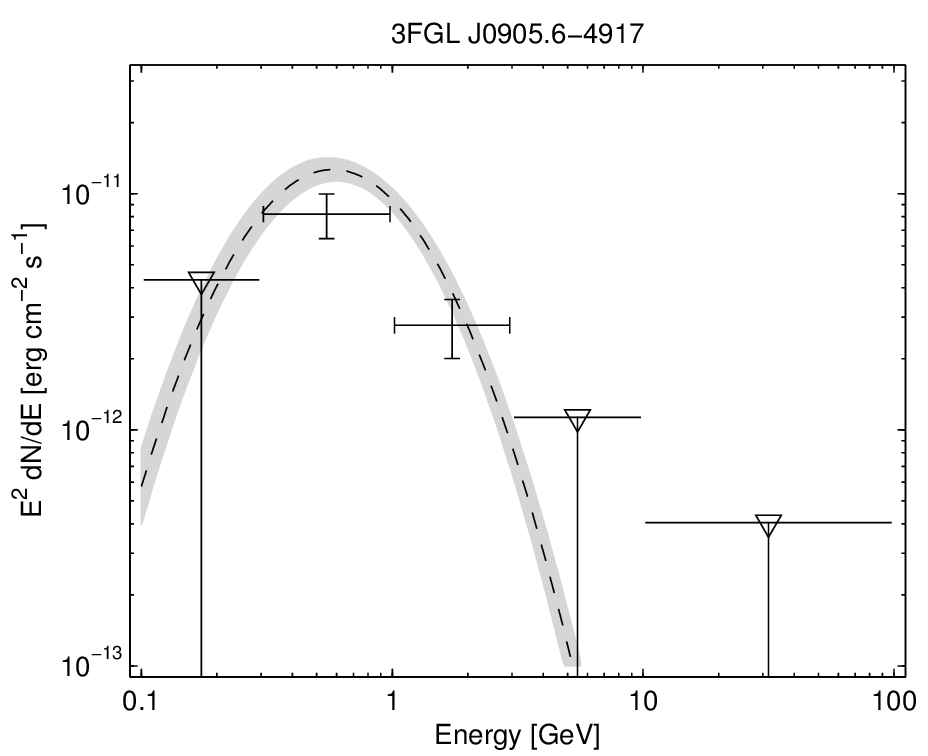 3FGL J0905.6−4917
E² dN/dE [erg cm⁻² s⁻¹]
10⁻¹¹
10⁻¹²
10⁻¹³
0.1 1 10 100
Energy [GeV]